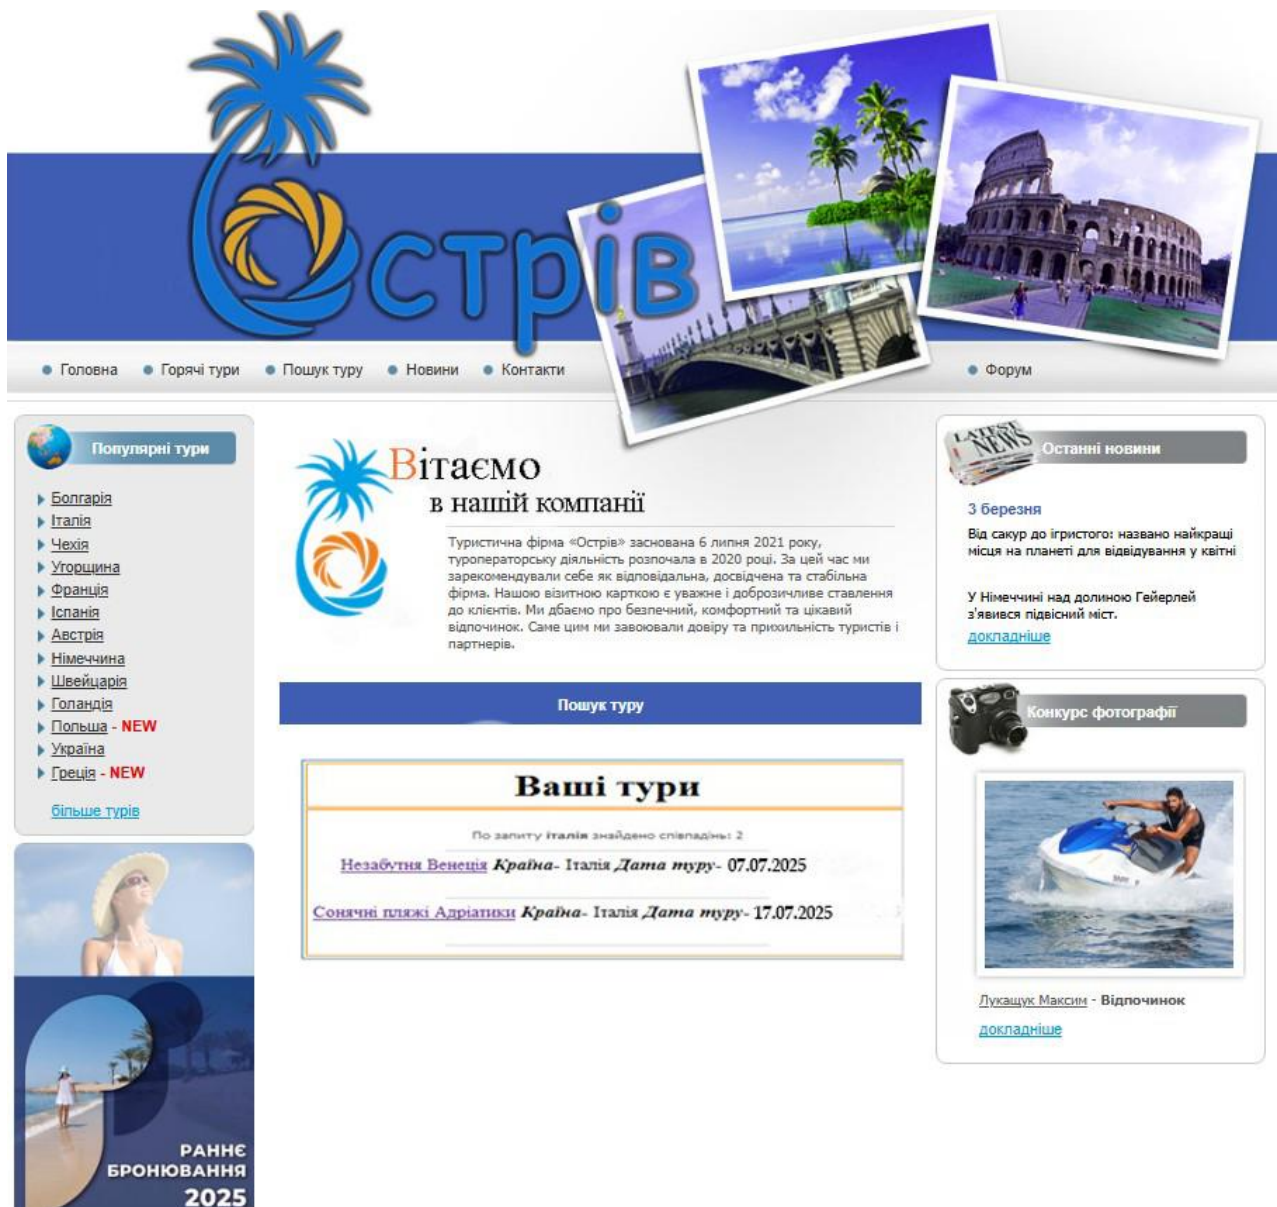 Острів
Головна
Горячі тури
Пошук туру
Новини
Контакти
Форум
Популярні тури
Болгарія
Італія
Чехія
Угорщина
Франція
Іспанія
Австрія
Німеччина
Швейцарія
Голандія
Польша - NEW
Україна
Греція - NEW
більше турів
РАННЄ
БРОНЮВАННЯ
2025
Вітаємо
в нашій компанії
Туристична фірма «Острів» заснована 6 липня 2021 року,
туроператорську діяльність розпочала в 2020 році. За цей час ми
зарекомендували себе як відповідальна, досвідчена та стабільна
фірма. Нашою візитною карткою є уважне і доброзичливе ставлення
до клієнтів. Ми дбаємо про безпечний, комфортний та цікавий
відпочинок. Саме цим ми завоювали довіру та прихильність туристів і
партнерів.
Пошук туру
Ваші тури
По запиту італія знайдено співпадінь: 2
Незабутня Венеція Країна- Італія Дата туру- 07.07.2025
Сонячні пляжі Адріатики Країна- Італія Дата туру- 17.07.2025
LATEST
NEWS
Останні новини
3 березня
Від сакур до ігристого: названо найкращі
місця на планеті для відвідування у квітні
У Німеччині над долиною Гейерлей
з'явився підвісний міст.
докладніше
Конкурс фотографії
Лукащук Максим - Відпочинок
докладніше